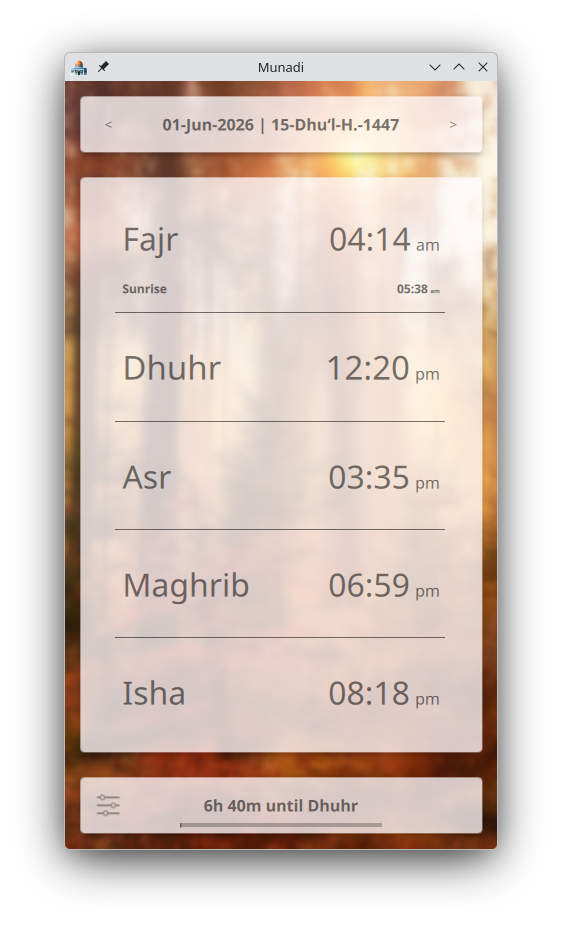 Munadi
< 01-Jun-2026 | 15-Dhu‘l-H.-1447 >
Fajr 04:14 am
Sunrise 05:38 am
Dhuhr 12:20 pm
Asr 03:35 pm
Maghrib 06:59 pm
Isha 08:18 pm
6h 40m until Dhuhr